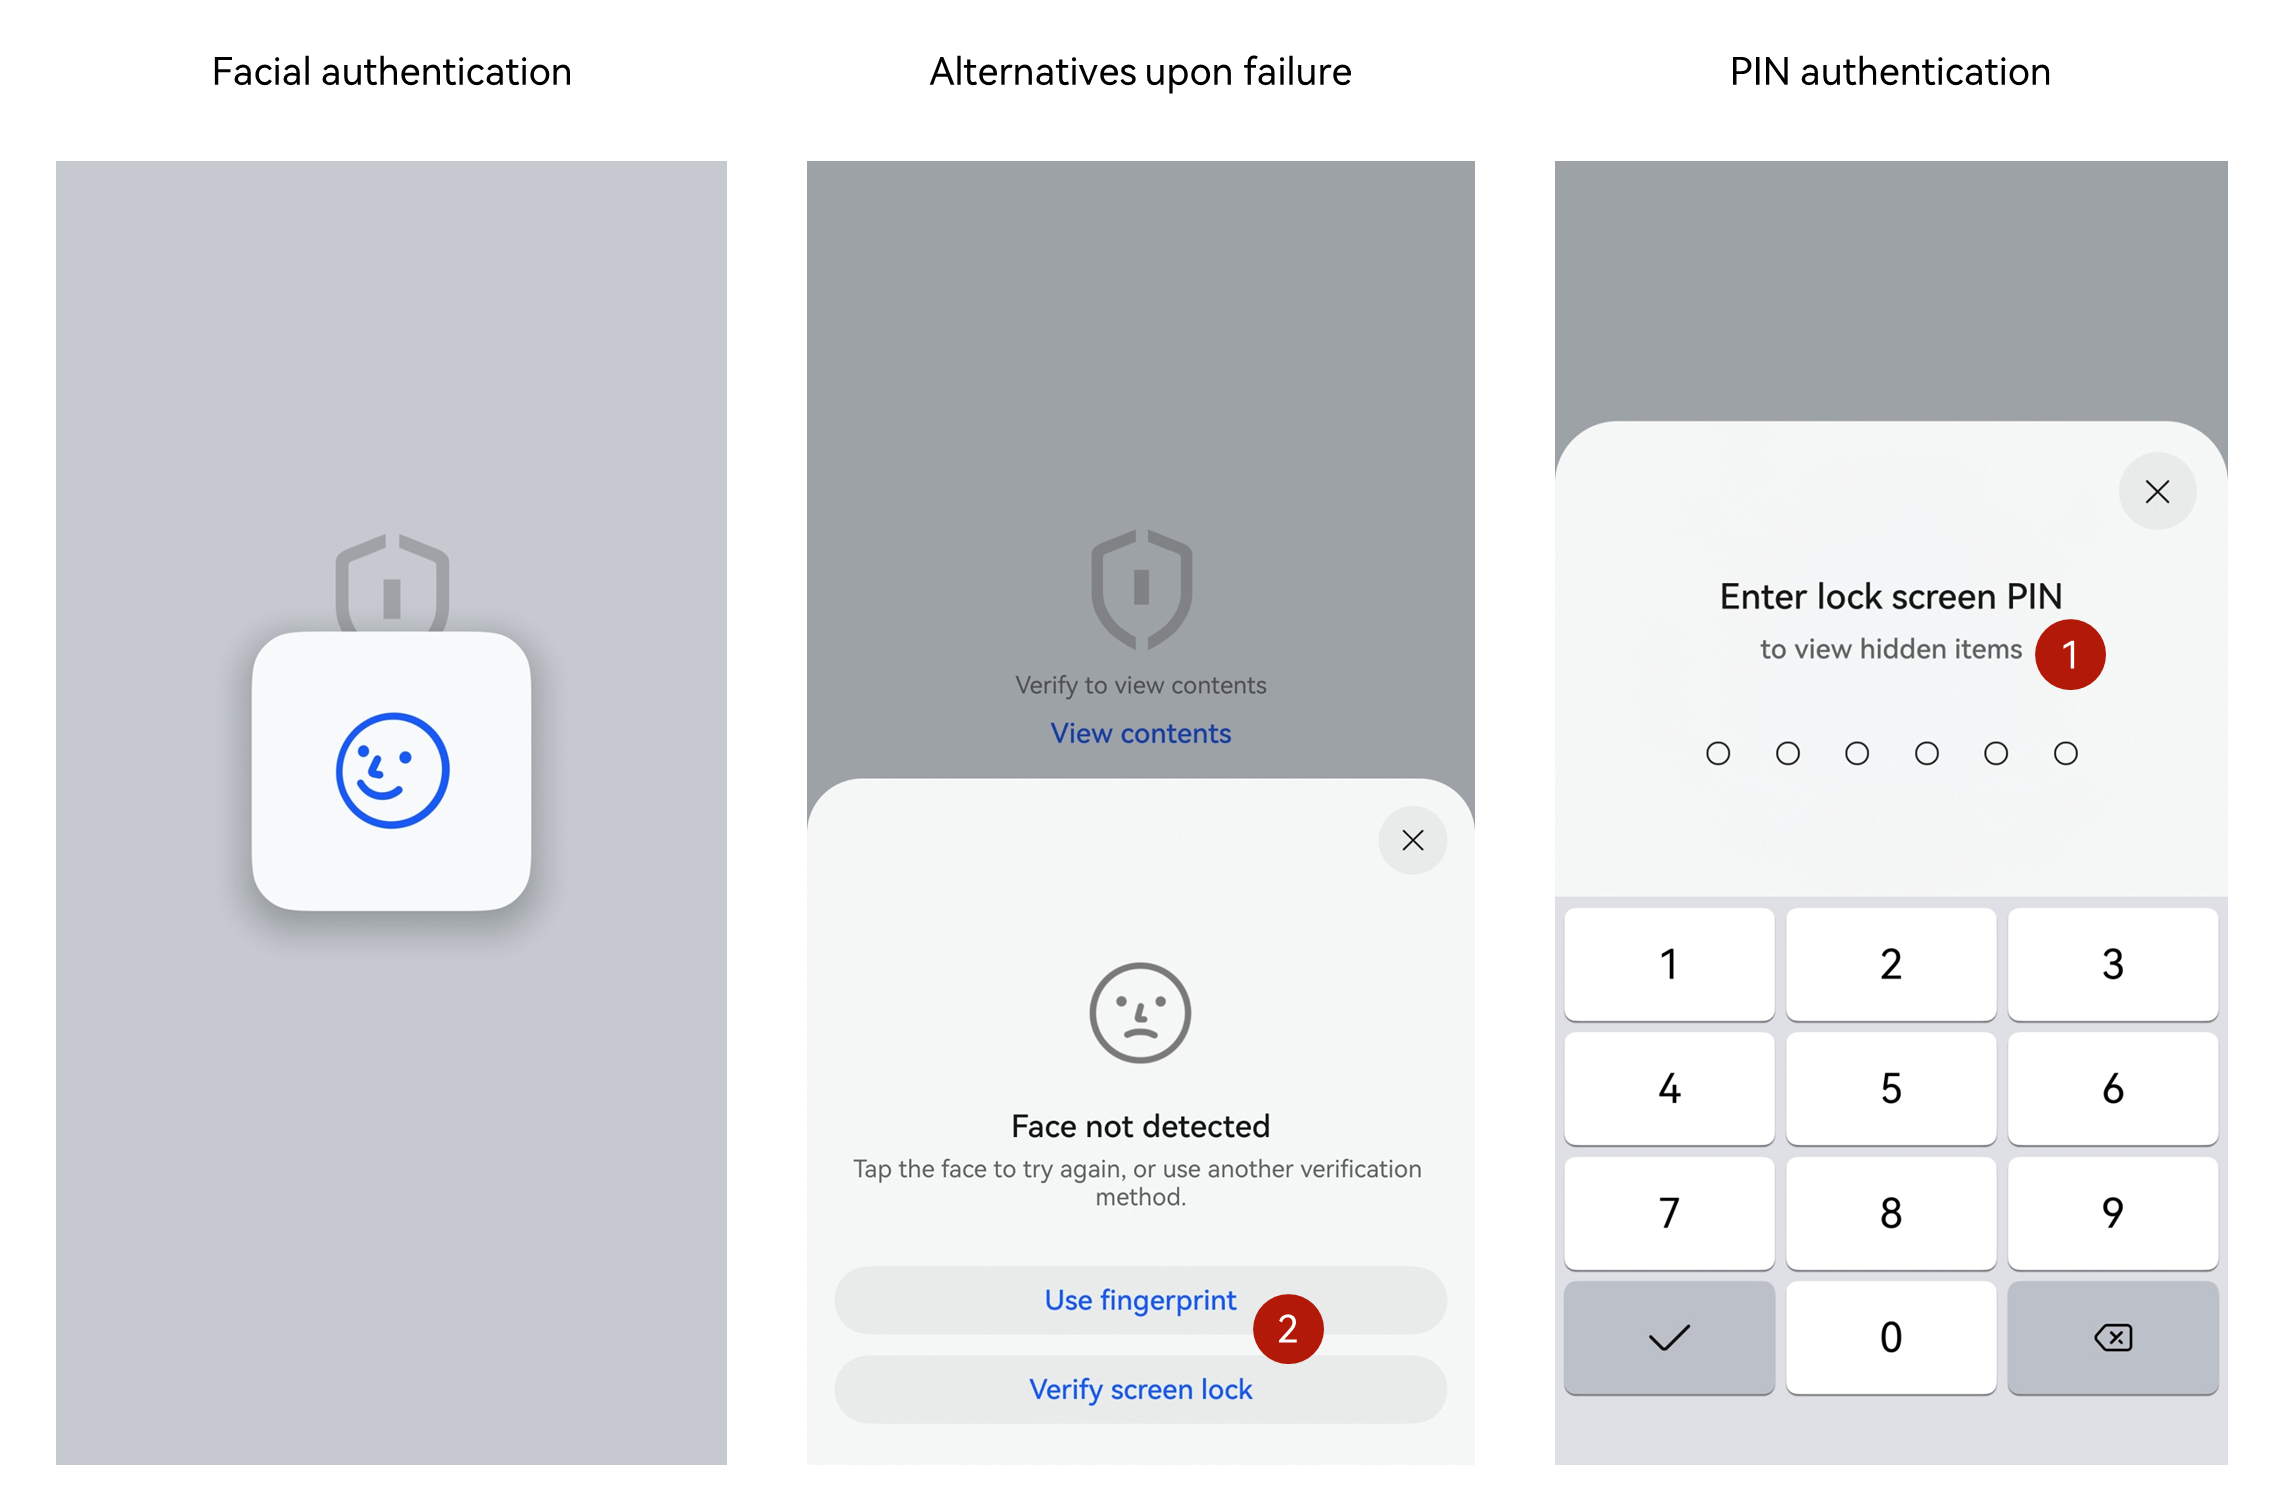 Facial authentication
Alternatives upon failure
Verify to view contents
View contents
Face not detected
Tap the face to try again, or use another verification
method.
Use fingerprint
2
Verify screen lock
PIN authentication
Enter lock screen PIN
to view hidden items
1
1 2 3
4 5 6
7 8 9
0